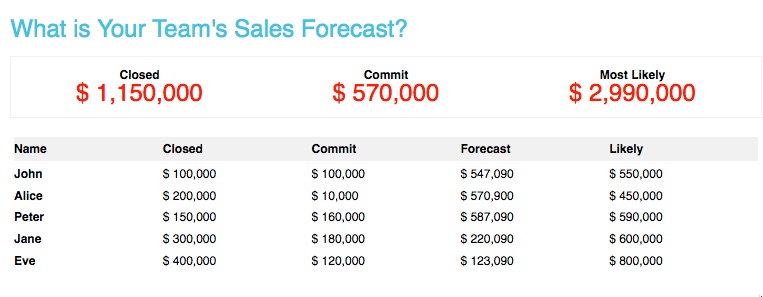 What is Your Team's Sales Forecast?
Closed Commit Most Likely
$ 1,150,000 $ 570,000 $ 2,990,000
Name Closed Commit Forecast Likely
John $ 100,000 $ 100,000 $ 547,090 $ 550,000
Alice $ 200,000 $ 10,000 $ 570,900 $ 450,000
Peter $ 150,000 $ 160,000 $ 587,090 $ 590,000
Jane $ 300,000 $ 180,000 $ 220,090 $ 600,000
Eve $ 400,000 $ 120,000 $ 123,090 $ 800,000